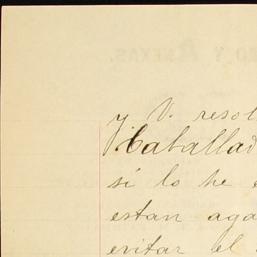 y V. resol
Caballad
si lo he
estan aga
evitar el